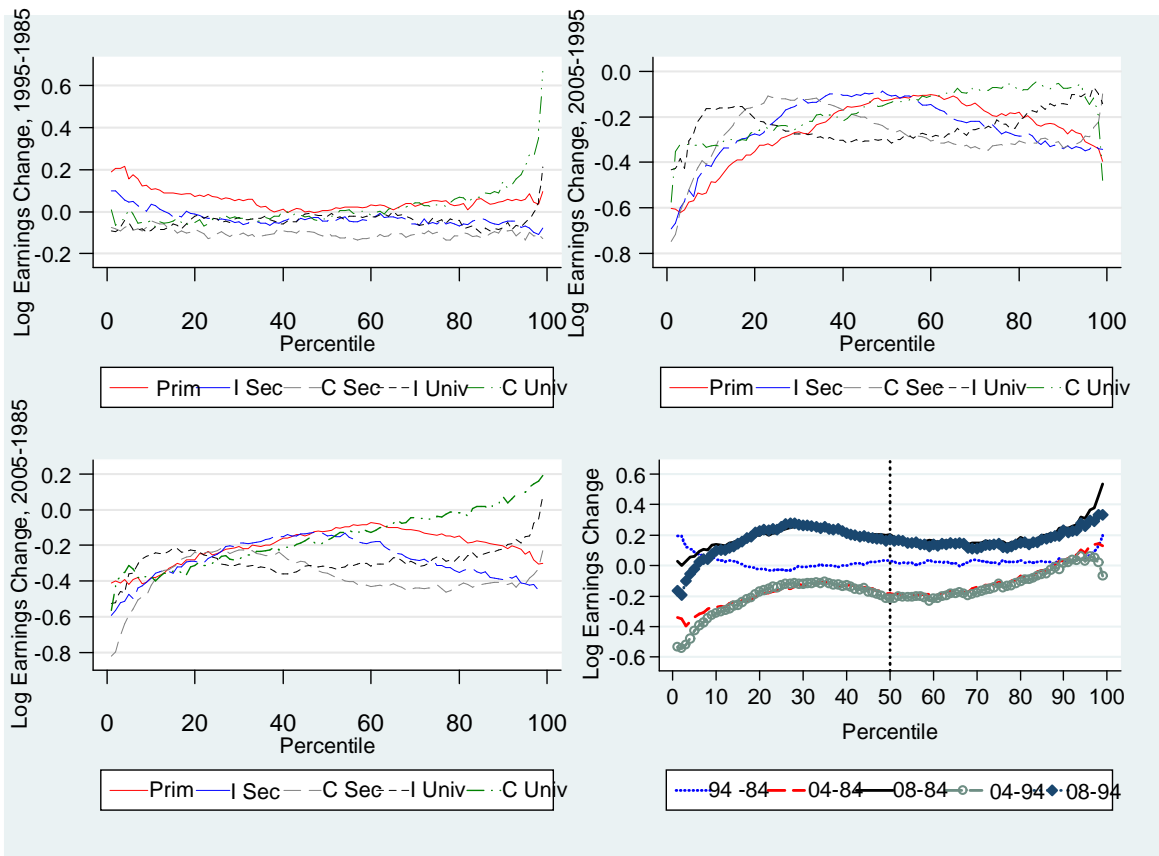 Log Earnings Change, 1995-1985
0.6
0.4
0.2
0.0
-0.2
0 20 40 60 80 100
Percentile
Prim I Sec C Sec I Univ C Univ
Log Earnings Change, 2005-1995
0.0
-0.2
-0.4
-0.6
-0.8
0 20 40 60 80 100
Percentile
Prim I Sec C Sec I Univ C Univ
Log Earnings Change, 2005-1985
0.2
0.0
-0.2
-0.4
-0.6
-0.8
0 20 40 60 80 100
Percentile
Prim I Sec C Sec I Univ C Univ
Log Earnings Change
0.6
0.4
0.2
0.0
-0.2
-0.4
-0.6
0 10 20 30 40 50 60 70 80 90 100
Percentile
94 -84 04-84 08-84 04-94 08-94